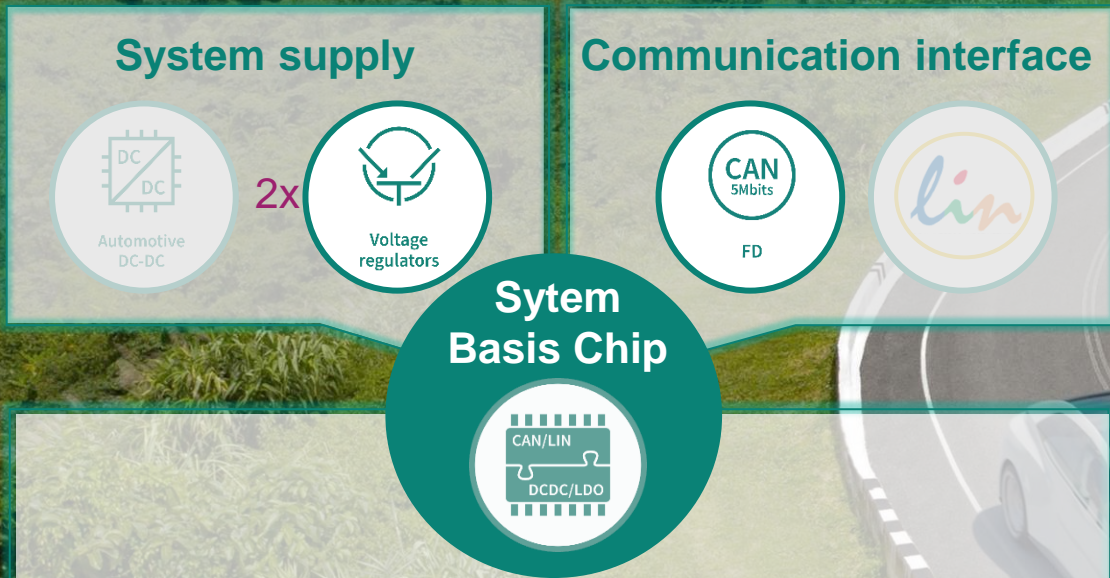 System supply
DC
DC
Automotive
DC-DC
2x
Voltage
regulators
Communication interface
CAN
5Mbits
FD
lin
Sytem
Basis Chip
CAN/LIN
DCDC/LDO